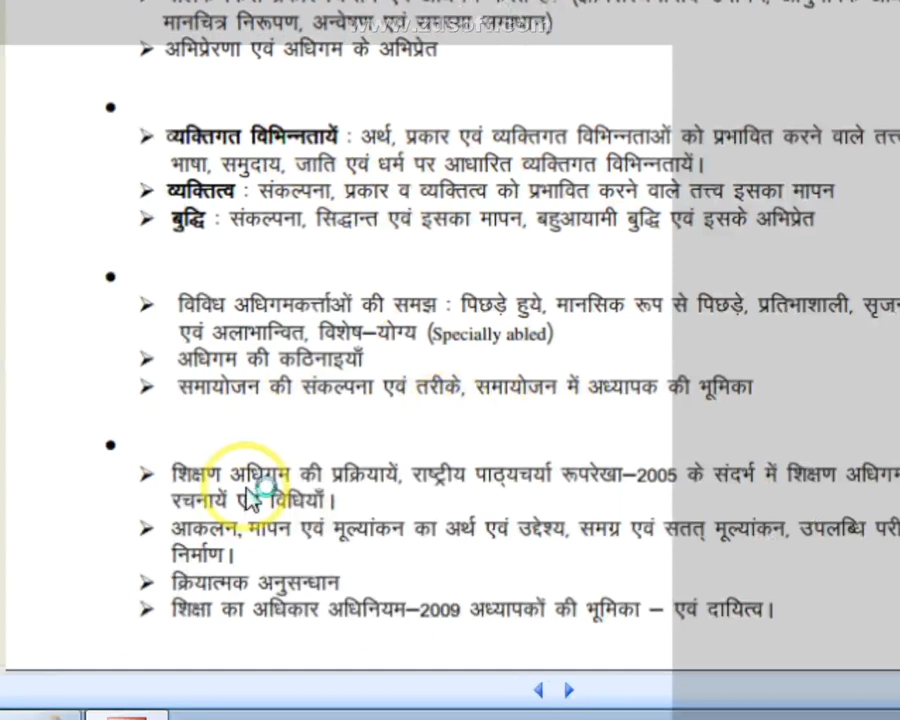 मानचित्र निरूपण, अन्वेषण एवं समस्या समाधान)
➢ अभिप्रेरणा एवं अधिगम के अभिप्रेत
•
➢ व्यक्तिगत विभिन्नतायें : अर्थ, प्रकार एवं व्यक्तिगत विभिन्नताओं को प्रभावित करने वाले
भाषा, समुदाय, जाति एवं धर्म पर आधारित व्यक्तिगत विभिन्नतायें।
➢ व्यक्तित्व : संकल्पना, प्रकार व व्यक्तित्व को प्रभावित करने वाले तत्त्व इसका मापन
➢ बुद्धि : संकल्पना, सिद्धान्त एवं इसका मापन, बहुआयामी बुद्धि एवं इसके अभिप्रेत
•
➢ विविध अधिगमकर्त्ताओं की समझ : पिछड़े हुये, मानसिक रूप से पिछड़े, प्रतिभाशाली,
एवं अलाभान्वित, विशेष–योग्य (Specially abled)
➢ अधिगम की कठिनाइयाँ
➢ समायोजन की संकल्पना एवं तरीके, समायोजन में अध्यापक की भूमिका
•
➢ शिक्षण अधिगम की प्रक्रियायें, राष्ट्रीय पाठ्यचर्या रूपरेखा–2005 के संदर्भ में शिक्षण अधिगम
रचनायें एवं विधियाँ।
➢ आकलन, मापन एवं मूल्यांकन का अर्थ एवं उद्देश्य, समग्र एवं सतत् मूल्यांकन, उपलब्धि
निर्माण।
➢ क्रियात्मक अनुसन्धान
➢ शिक्षा का अधिकार अधिनियम–2009 अध्यापकों की भूमिका – एवं दायित्व।